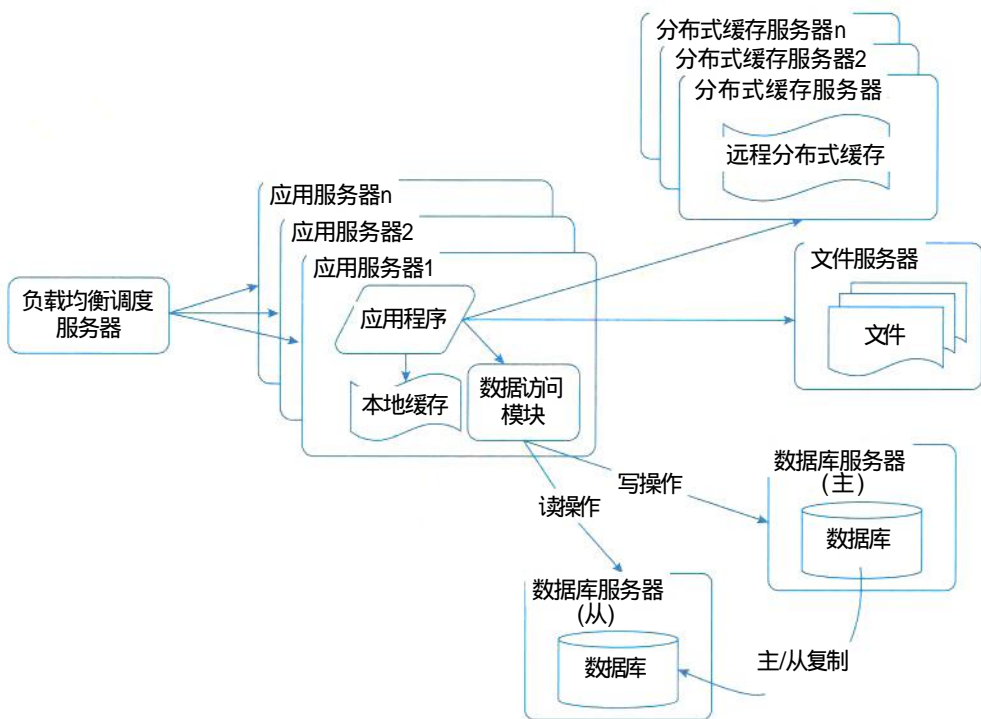 分布式缓存服务器n
分布式缓存服务器2
分布式缓存服务器
远程分布式缓存
应用服务器n
应用服务器2
应用服务器1
负载均衡调度
服务器
应用程序
本地缓存
数据访问
模块
文件服务器
文件
写操作
读操作
数据库服务器
(主)
数据库
数据库服务器
(从)
数据库
主/从复制